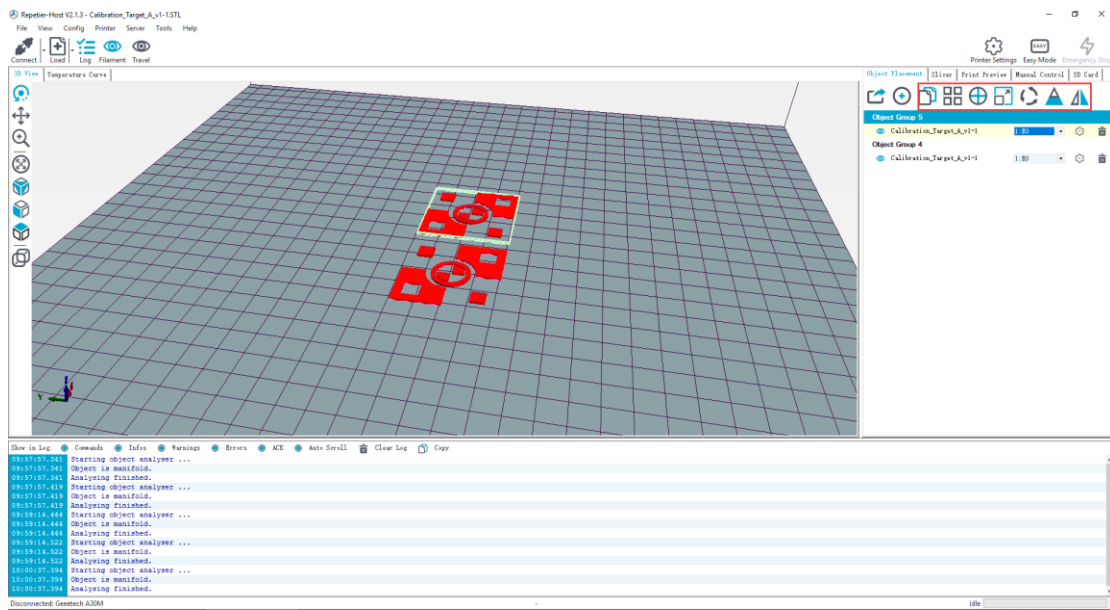 Repetier-Host V2.1.3 - Calibration_Target_A_v1-1.STL
File View Config Printer Server Tools Help
Connect Load Log Filament Travel Printer Settings Easy Mode Emergency Stop
EASY
3D View Temperature Curve Object Placement Slicer Print Preview Manual Control SD Card
Object Group 5
Calibration_Target_A_v1-1 1:E0
Object Group 4
Calibration_Target_A_v1-1 1:E0
Y
Show in Log: Commands Infos Warnings Errors ACK Auto Scroll Clear Log Copy
09:57:57.341 Starting object analyser ...
09:57:57.341 Object is manifold.
09:57:57.341 Analysing finished.
09:57:57.419 Starting object analyser ...
09:57:57.419 Object is manifold.
09:57:57.419 Analysing finished.
09:59:14.444 Starting object analyser ...
09:59:14.444 Object is manifold.
09:59:14.444 Analysing finished.
09:59:14.522 Starting object analyser ...
09:59:14.522 Object is manifold.
09:59:14.522 Analysing finished.
10:00:37.394 Starting object analyser ...
10:00:37.394 Object is manifold.
10:00:37.394 Analysing finished.
Disconnected: Geeetech A30M - Idle